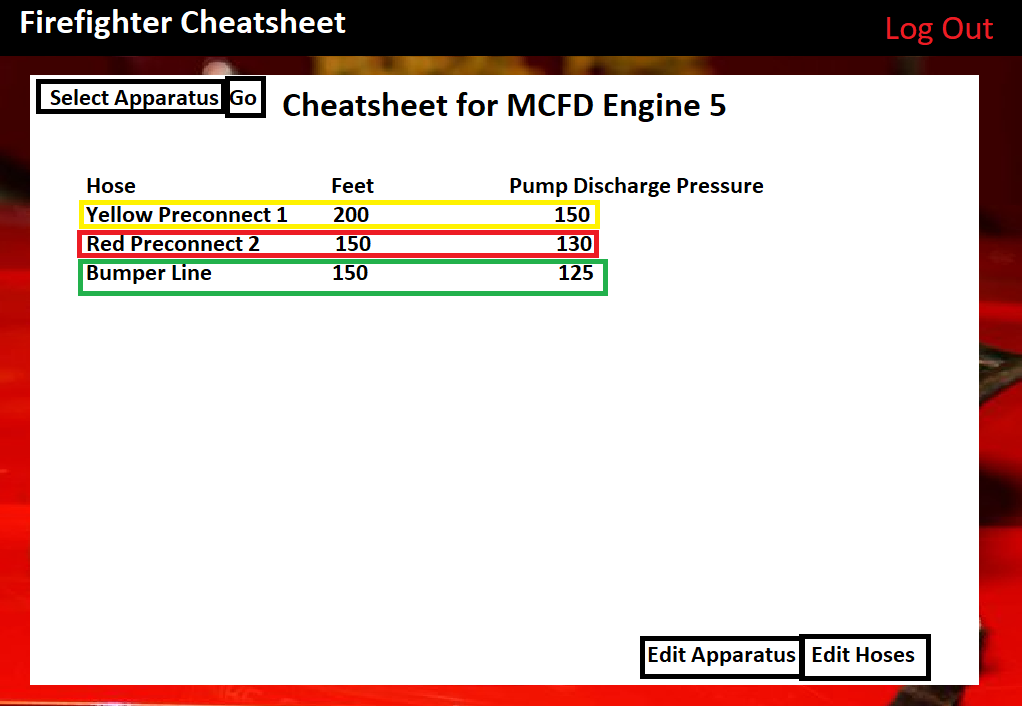 Firefighter Cheatsheet
Log Out
Select Apparatus Go
Cheatsheet for MCFD Engine 5
Hose Feet Pump Discharge Pressure
Yellow Preconnect 1 200 150
Red Preconnect 2 150 130
Bumper Line 150 125
Edit Apparatus Edit Hoses